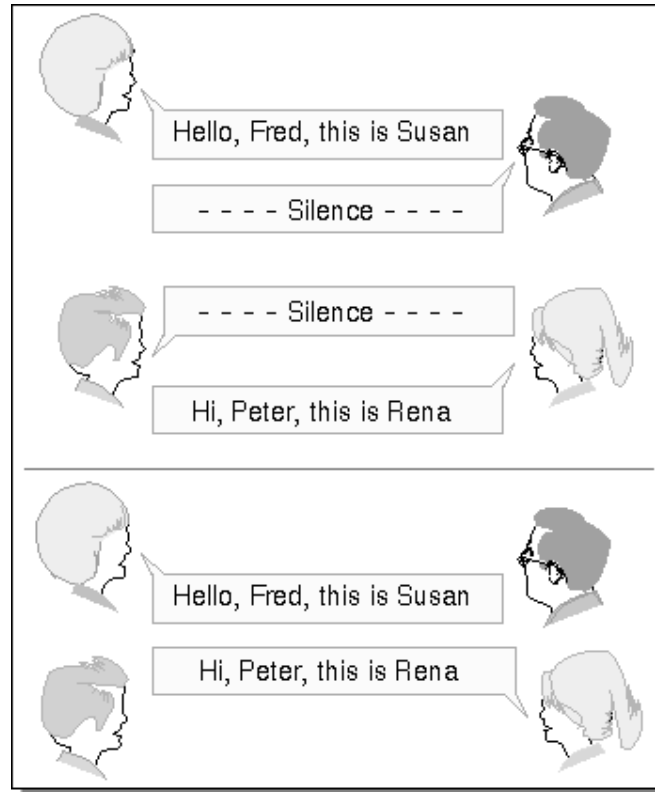 Hello, Fred, this is Susan
- - - - Silence - - - -
- - - - Silence - - - -
Hi, Peter, this is Rena
Hello, Fred, this is Susan
Hi, Peter, this is Rena